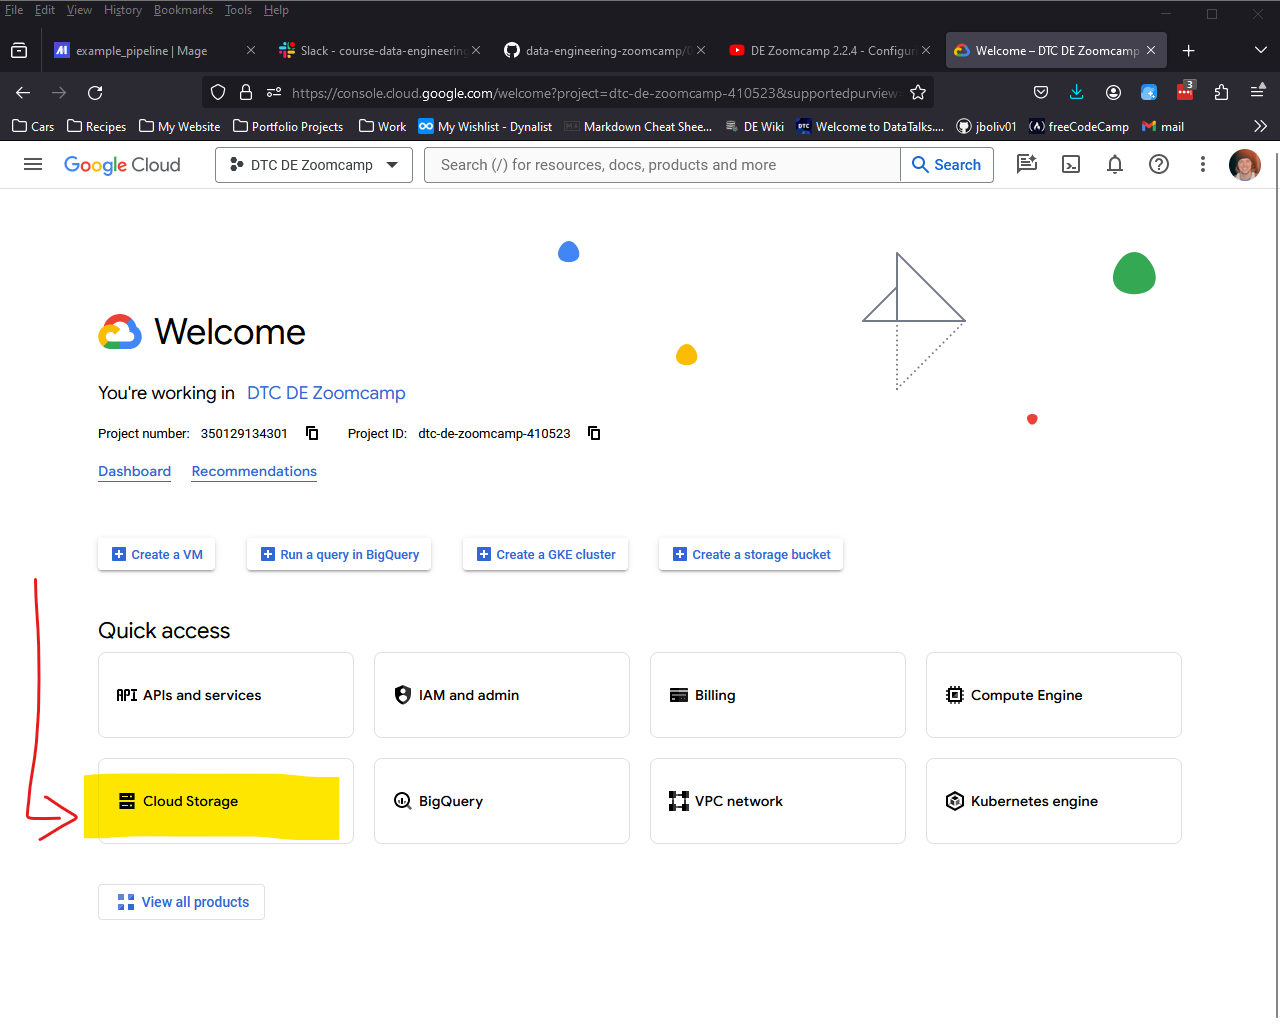 File Edit View History Bookmarks Tools Help
example_pipeline | Mage
Slack - course-data-engineering
data-engineering-zoomcamp/0
DE Zoomcamp 2.2.4 - Configuri
Welcome – DTC DE Zoomcamp
https://console.cloud.google.com/welcome?project=dtc-de-zoomcamp-410523&supportedpurview
3
Cars Recipes My Website Portfolio Projects Work My Wishlist - Dynalist Markdown Cheat Shee... DE Wiki Welcome to DataTalks.... jboliv01 freeCodeCamp mail
Google Cloud DTC DE Zoomcamp Search (/) for resources, docs, products and more Search
Welcome
You're working in DTC DE Zoomcamp
Project number: 350129134301 Project ID: dtc-de-zoomcamp-410523
Dashboard Recommendations
Create a VM Run a query in BigQuery Create a GKE cluster Create a storage bucket
Quick access
API APIs and services IAM and admin Billing Compute Engine
Cloud Storage BigQuery VPC network Kubernetes engine
View all products